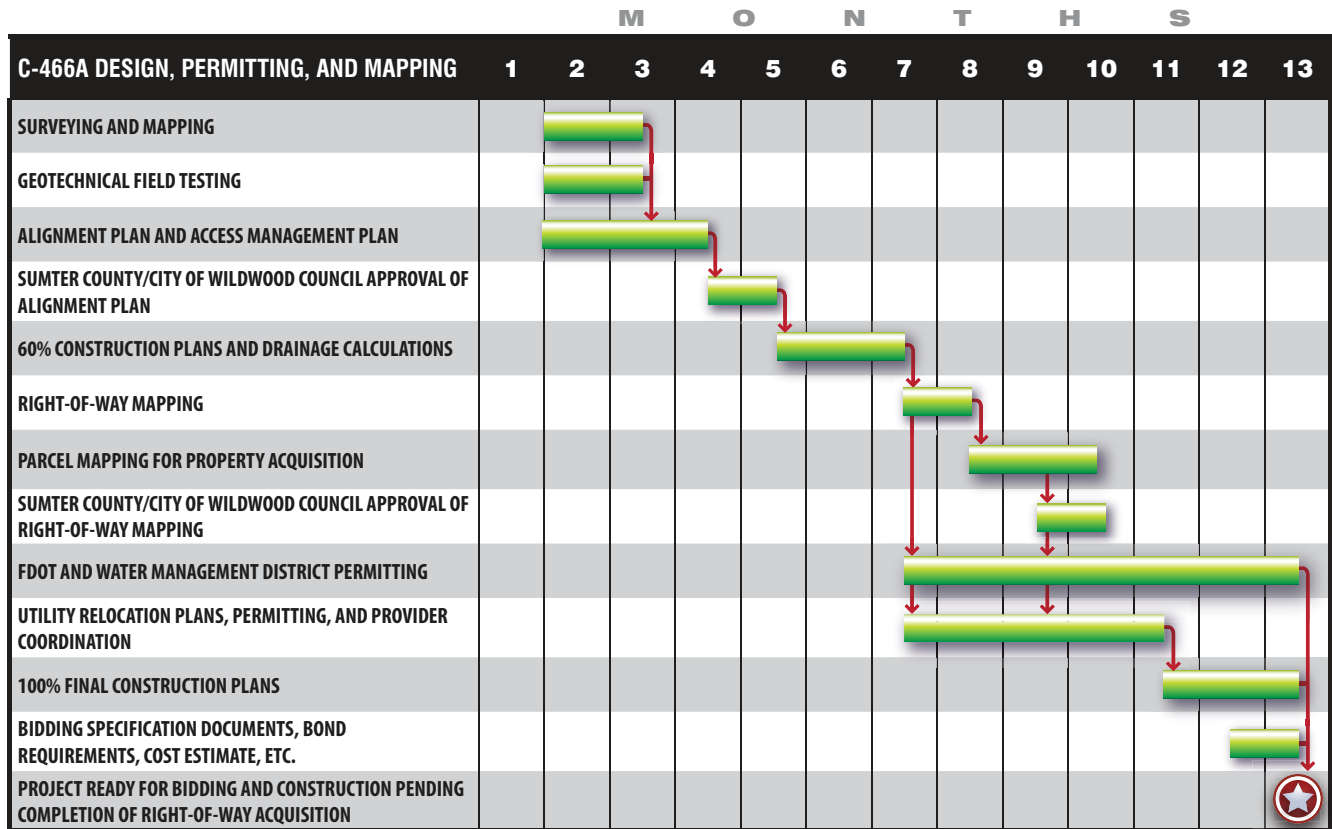 MONTHS
C-466A DESIGN, PERMITTING, AND MAPPING 1 2 3 4 5 6 7 8 9 10 11 12 13
SURVEYING AND MAPPING
GEOTECHNICAL FIELD TESTING
ALIGNMENT PLAN AND ACCESS MANAGEMENT PLAN
SUMTER COUNTY/CITY OF WILDWOOD COUNCIL APPROVAL OF
ALIGNMENT PLAN
60% CONSTRUCTION PLANS AND DRAINAGE CALCULATIONS
RIGHT-OF-WAY MAPPING
PARCEL MAPPING FOR PROPERTY ACQUISITION
SUMTER COUNTY/CITY OF WILDWOOD COUNCIL APPROVAL OF
RIGHT-OF-WAY MAPPING
FDOT AND WATER MANAGEMENT DISTRICT PERMITTING
UTILITY RELOCATION PLANS, PERMITTING, AND PROVIDER
COORDINATION
100% FINAL CONSTRUCTION PLANS
BIDDING SPECIFICATION DOCUMENTS, BOND
REQUIREMENTS, COST ESTIMATE, ETC.
PROJECT READY FOR BIDDING AND CONSTRUCTION PENDING
COMPLETION OF RIGHT-OF-WAY ACQUISITION